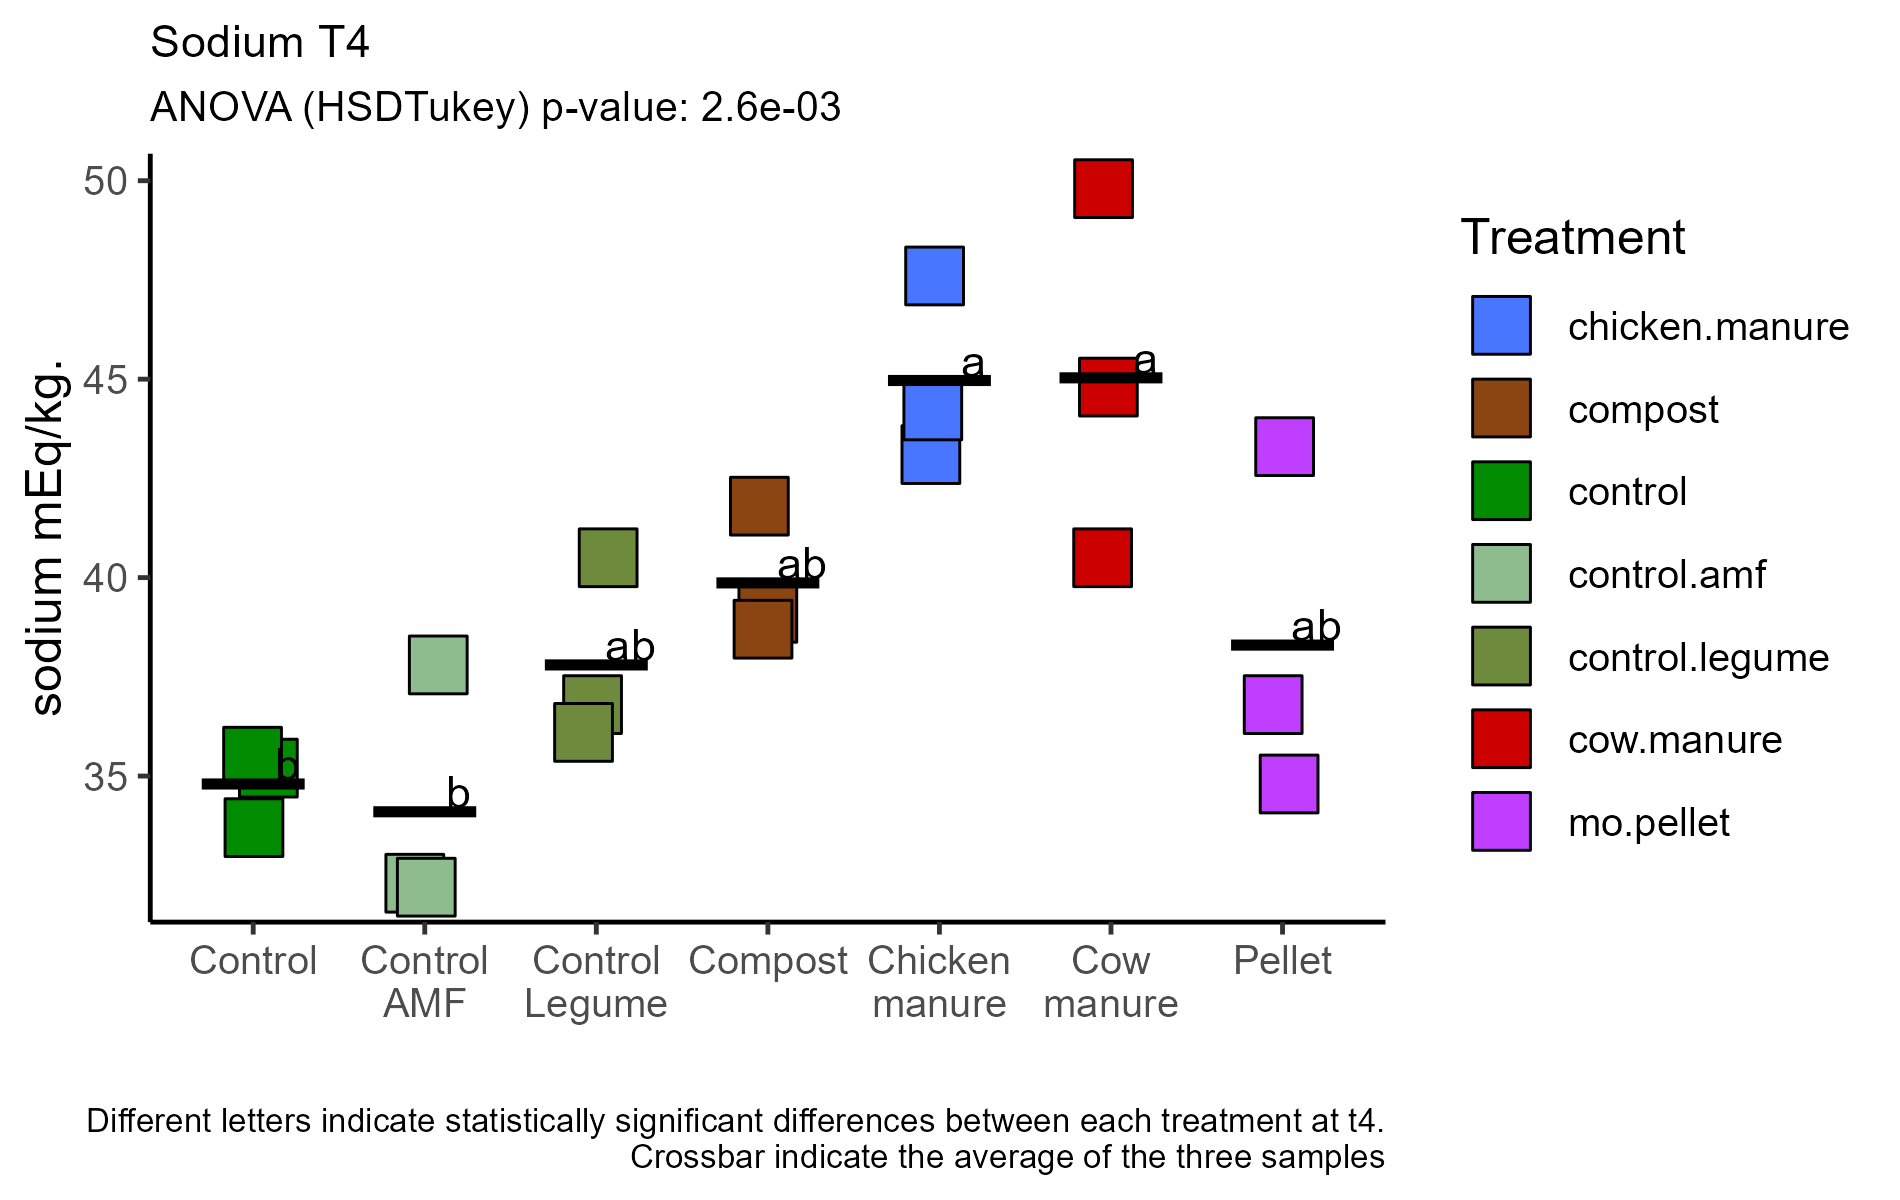 Sodium T4
ANOVA (HSDTukey) p-value: 2.6e-03
sodium mEq/kg.
50
45
40
35
b
b
ab
ab
a
a
ab
Control
Control
AMF
Control
Legume
Compost
Chicken
manure
Cow
manure
Pellet
Treatment
chicken.manure
compost
control
control.amf
control.legume
cow.manure
mo.pellet
Different letters indicate statistically significant differences between each treatment at t4.
Crossbar indicate the average of the three samples